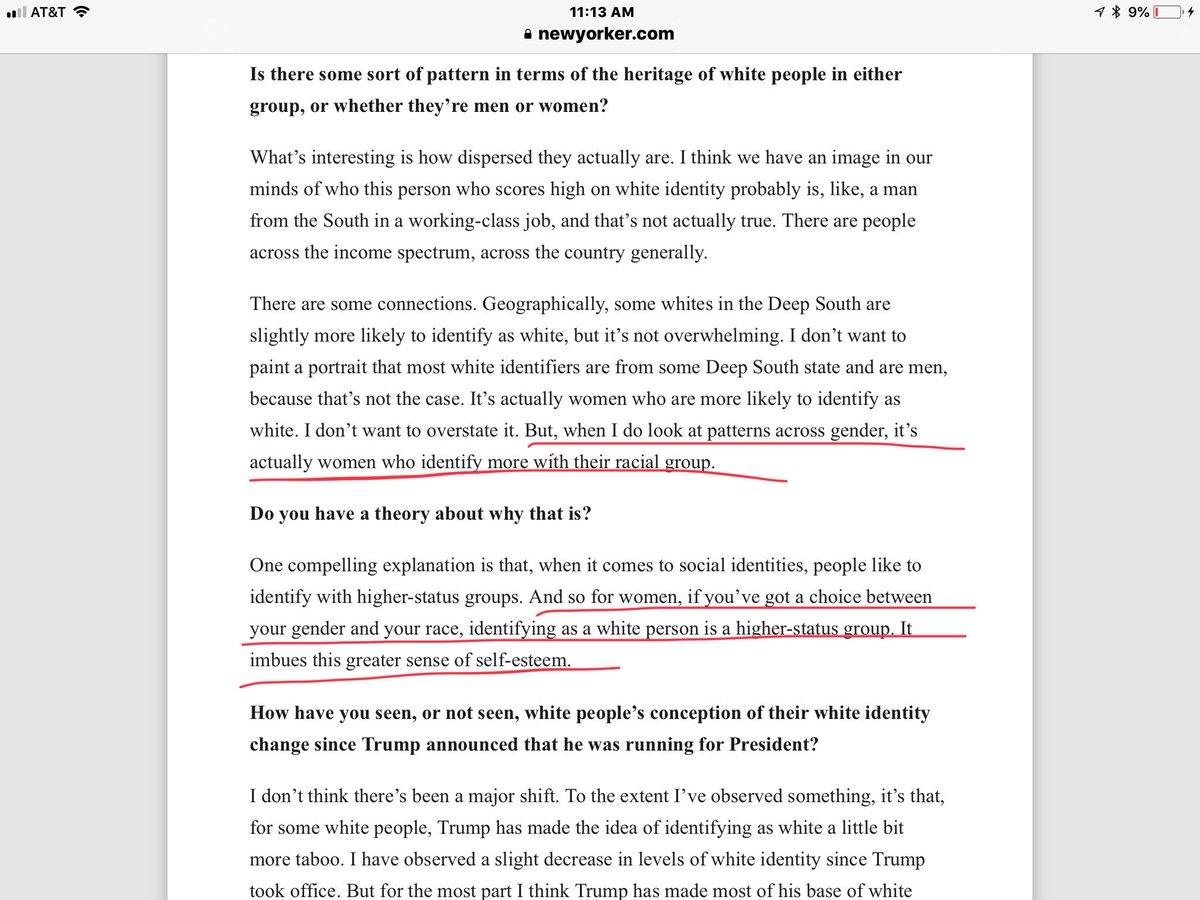 AT&T 11:13 AM 9%
newyorker.com
Is there some sort of pattern in terms of the heritage of white people in either
group, or whether they’re men or women?
What’s interesting is how dispersed they actually are. I think we have an image in our
minds of who this person who scores high on white identity probably is, like, a man
from the South in a working-class job, and that’s not actually true. There are people
across the income spectrum, across the country generally.
There are some connections. Geographically, some whites in the Deep South are
slightly more likely to identify as white, but it’s not overwhelming. I don’t want to
paint a portrait that most white identifiers are from some Deep South state and are men,
because that’s not the case. It’s actually women who are more likely to identify as
white. I don’t want to overstate it. But, when I do look at patterns across gender, it’s
actually women who identify more with their racial group.
Do you have a theory about why that is?
One compelling explanation is that, when it comes to social identities, people like to
identify with higher-status groups. And so for women, if you’ve got a choice between
your gender and your race, identifying as a white person is a higher-status group. It
imbues this greater sense of self-esteem.
How have you seen, or not seen, white people’s conception of their white identity
change since Trump announced that he was running for President?
I don’t think there’s been a major shift. To the extent I’ve observed something, it’s that,
for some white people, Trump has made the idea of identifying as white a little bit
more taboo. I have observed a slight decrease in levels of white identity since Trump
took office. But for the most part I think Trump has made most of his base of white